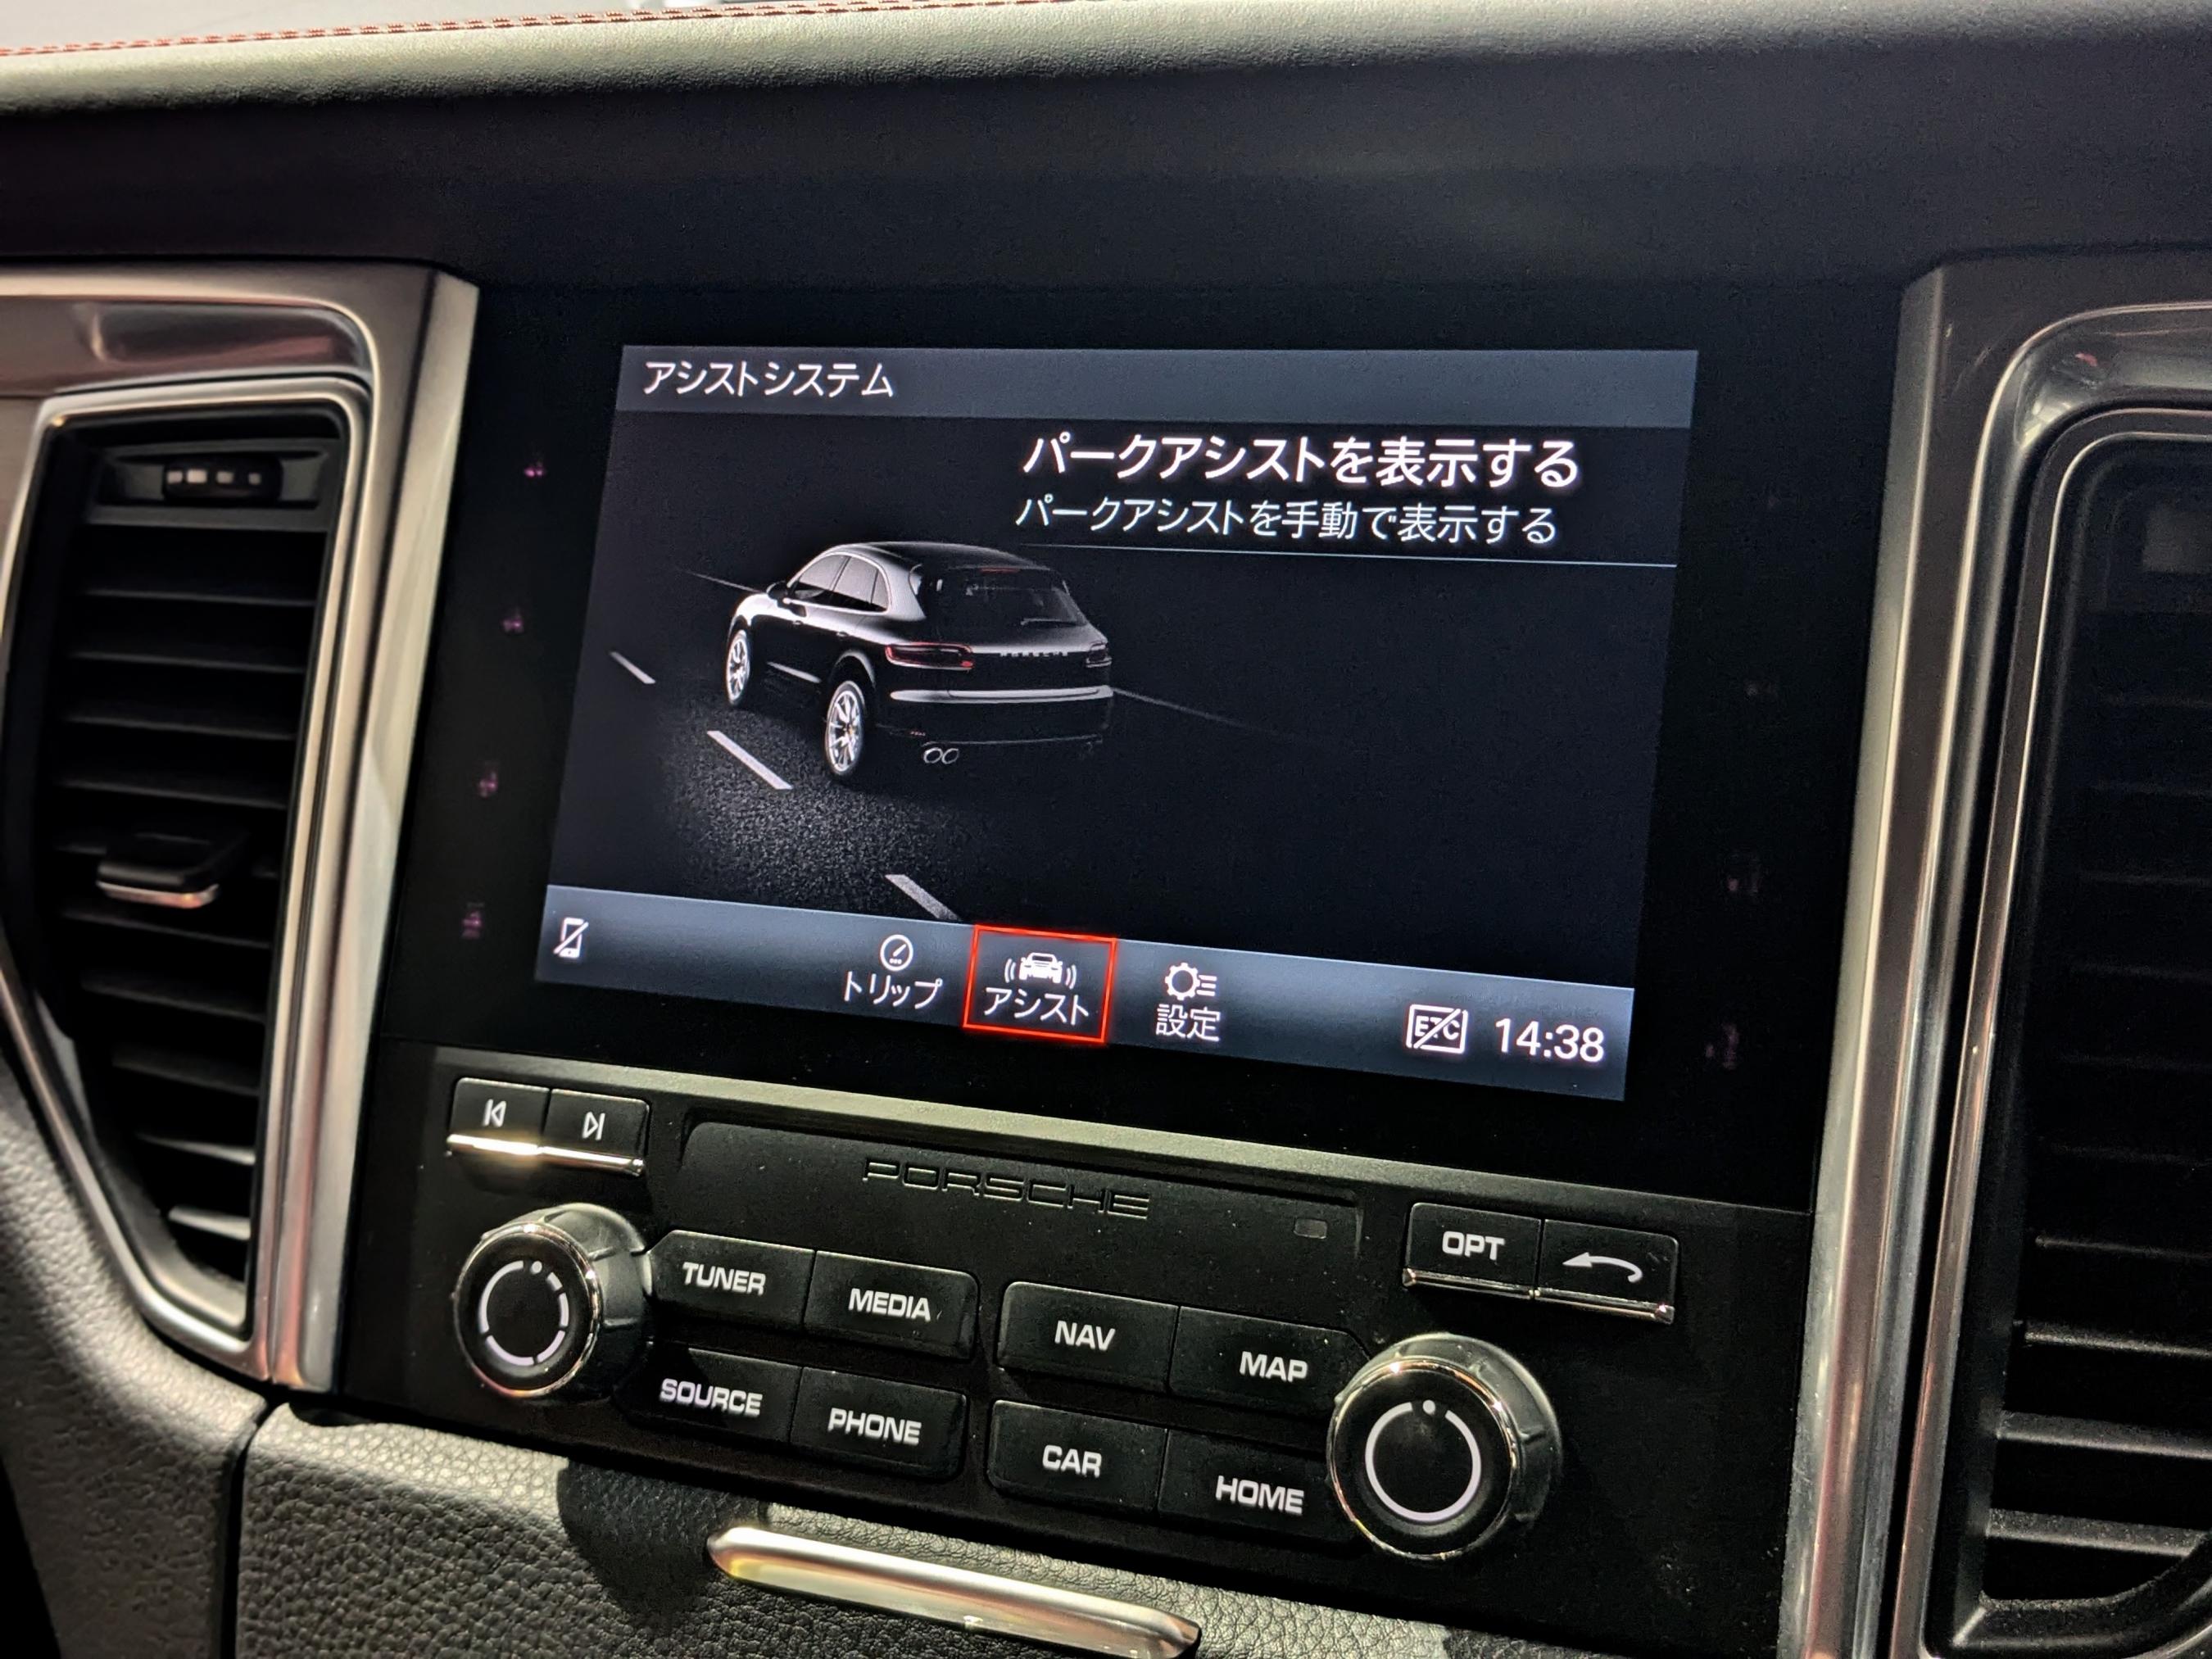 アシストシステム
パークアシストを表示する
パークアシストを手動で表示する
PORSCHE
トリップ
アシスト
設定
ETC
14:38
PORSCHE
OPT
TUNER
MEDIA
NAV
MAP
SOURCE
PHONE
CAR
HOME